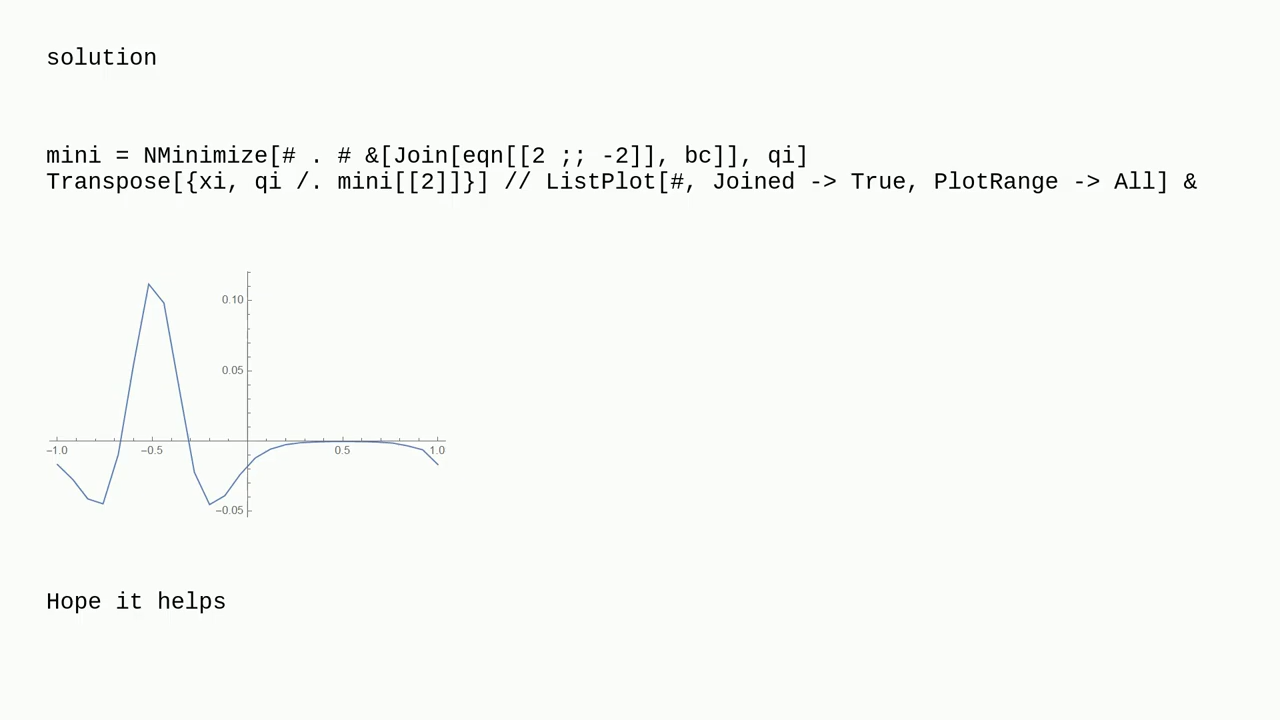 solution
mini = NMinimize[# . # &[Join[eqn[[2 ;; -2]], bc]], qi]
Transpose[{xi, qi /. mini[[2]]}] // ListPlot[#, Joined -> True, PlotRange -> All] &
0.10
0.05
-1.0 -0.5 0.5 1.0
-0.05
Hope it helps